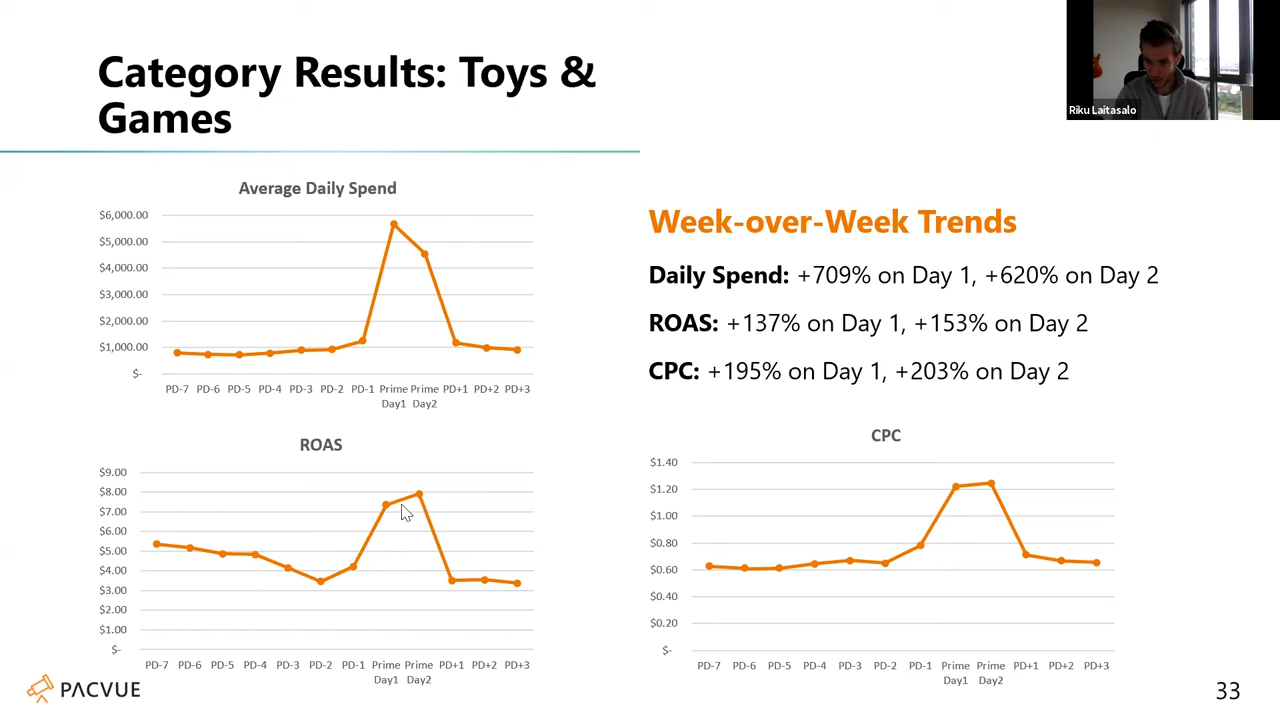 Category Results: Toys &
Games
Riku Laitasalo
Average Daily Spend
$6,000.00
$5,000.00
$4,000.00
$3,000.00
$2,000.00
$1,000.00
$-
PD-7 PD-6 PD-5 PD-4 PD-3 PD-2 PD-1 Prime Prime PD+1 PD+2 PD+3
Day1 Day2
Week-over-Week Trends
Daily Spend: +709% on Day 1, +620% on Day 2
ROAS: +137% on Day 1, +153% on Day 2
CPC: +195% on Day 1, +203% on Day 2
ROAS
$9.00
$8.00
$7.00
$6.00
$5.00
$4.00
$3.00
$2.00
$1.00
$-
PD-7 PD-6 PD-5 PD-4 PD-3 PD-2 PD-1 Prime Prime PD+1 PD+2 PD+3
Day1 Day2
CPC
$1.40
$1.20
$1.00
$0.80
$0.60
$0.40
$0.20
$-
PD-7 PD-6 PD-5 PD-4 PD-3 PD-2 PD-1 Prime Prime PD+1 PD+2 PD+3
Day1 Day2
PACVUE
33